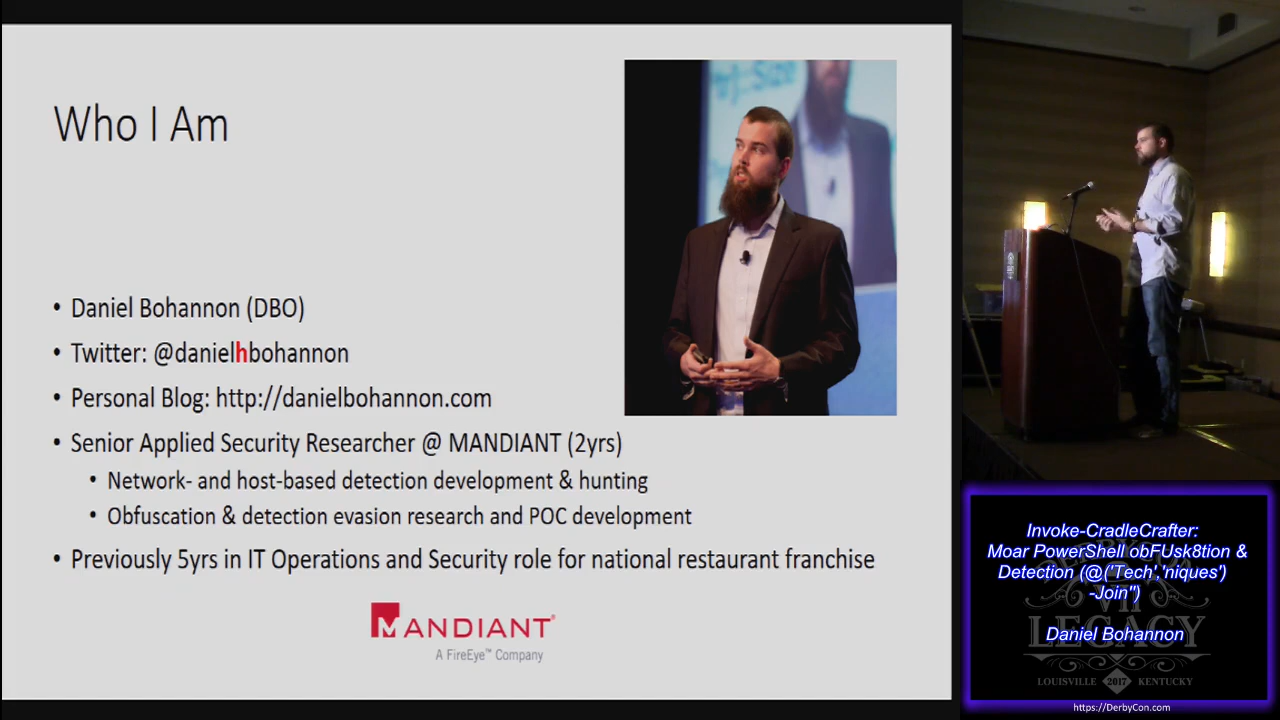 Who I Am
• Daniel Bohannon (DBO)
• Twitter: @danielhbohannon
• Personal Blog: http://danielbohannon.com
• Senior Applied Security Researcher @ MANDIANT (2yrs)
• Network- and host-based detection development & hunting
• Obfuscation & detection evasion research and POC development
• Previously 5yrs in IT Operations and Security role for national restaurant franchise
MANDIANT®
A FireEye™ Company
Invoke-CradleCrafter:
Moar PowerShell obFUsk8tion &
Detection (@('Tech','niques')
-Join'')
Daniel Bohannon
VII
LEGACY
LOUISVILLE 2017 KENTUCKY
https://DerbyCon.com